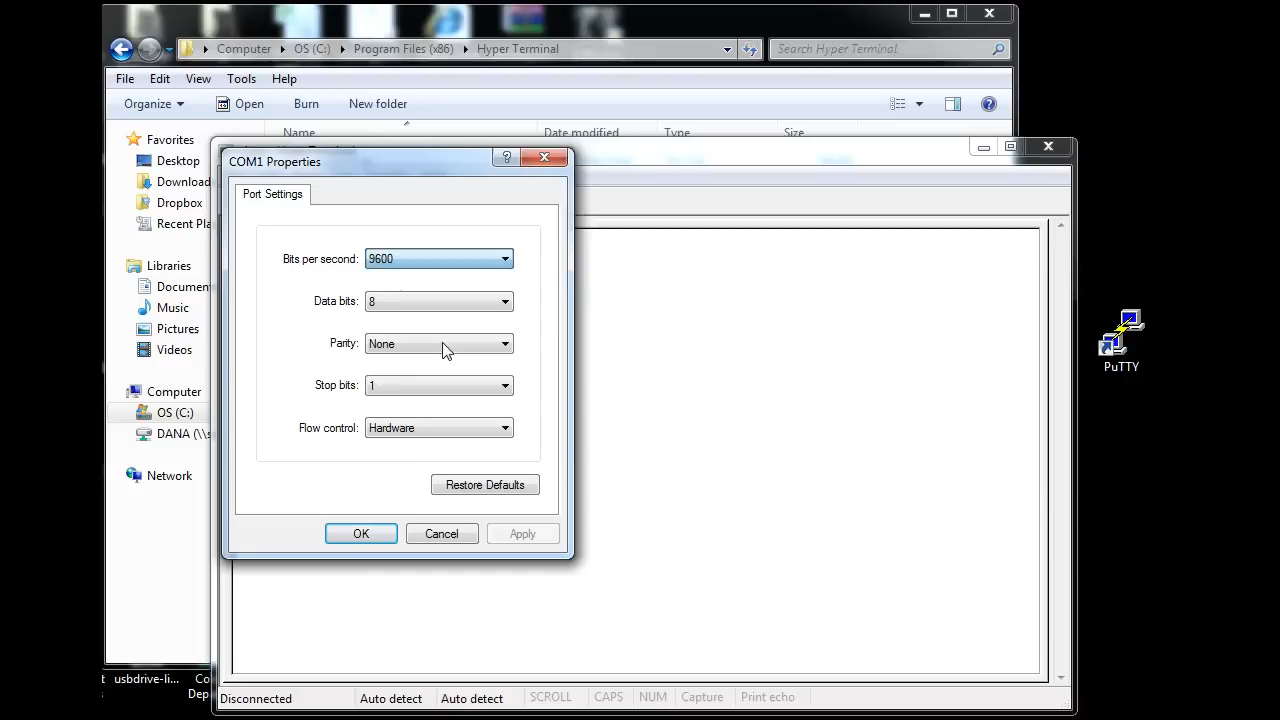 Computer OS (C:) Program Files (x86) Hyper Terminal
Search Hyper Terminal
File Edit View Tools Help
Organize Open Burn New folder
Name Date modified Type Size
Favorites
Desktop
Download
Dropbox
Recent Pla
Libraries
Documen
Music
Pictures
Videos
Computer
OS (C:)
DANA (\\s
Network
COM1 Properties
Port Settings
Bits per second: 9600
Data bits: 8
Parity: None
Stop bits: 1
Flow control: Hardware
Restore Defaults
OK Cancel Apply
PuTTY
usbdrive-li... Co
Dep
Disconnected Auto detect Auto detect SCROLL CAPS NUM Capture Print echo